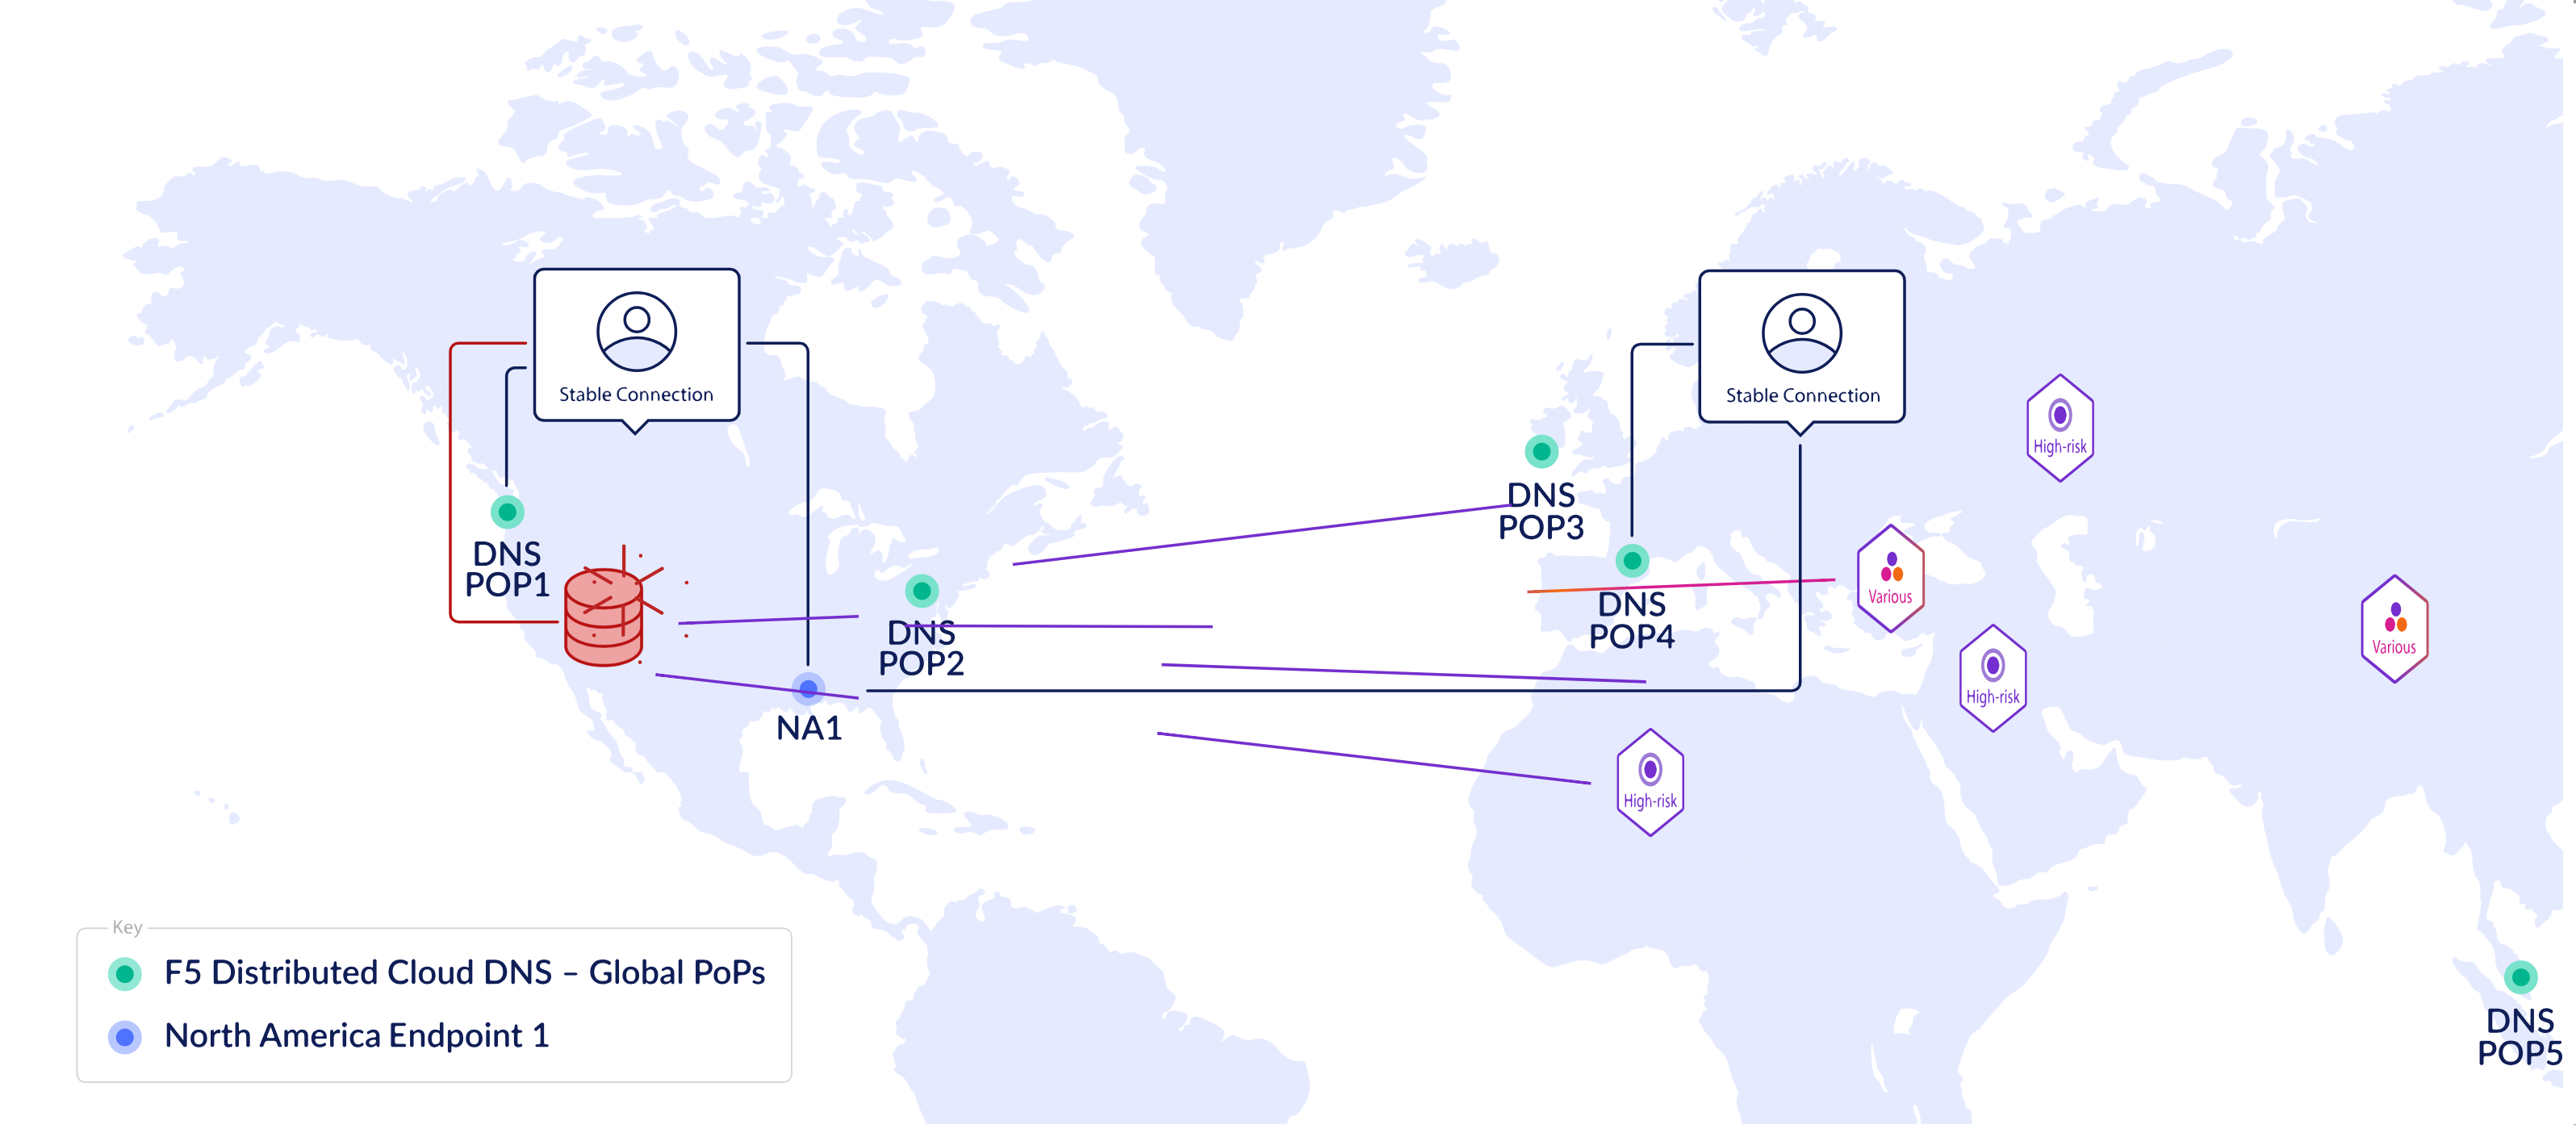 Stable Connection
Stable Connection
High-risk
DNS
POP3
DNS
POP1
Various
Various
DNS
POP2
DNS
POP4
High-risk
NA1
High-risk
Key
F5 Distributed Cloud DNS – Global PoPs
North America Endpoint 1
DNS
POP5